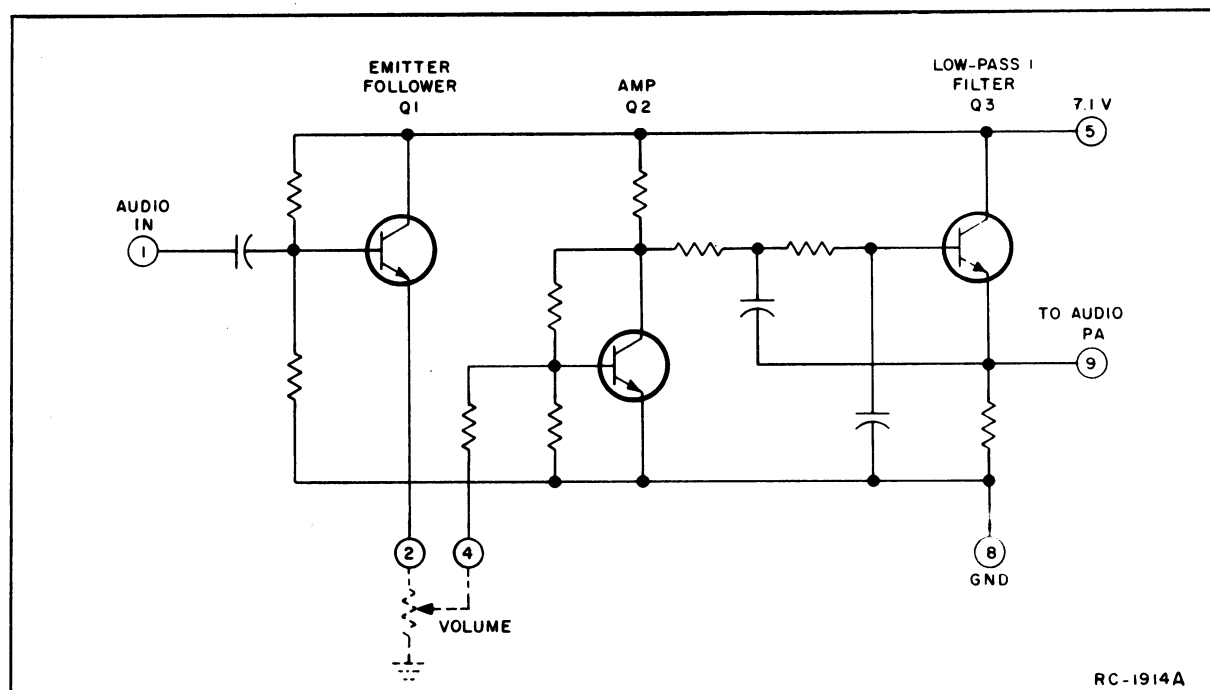 EMITTER
FOLLOWER
Q1
AMP
Q2
LOW-PASS
FILTER
Q3
7.1 V
5
AUDIO
IN
1
TO AUDIO
PA
9
2
4
8
GND
VOLUME
RC-1914A